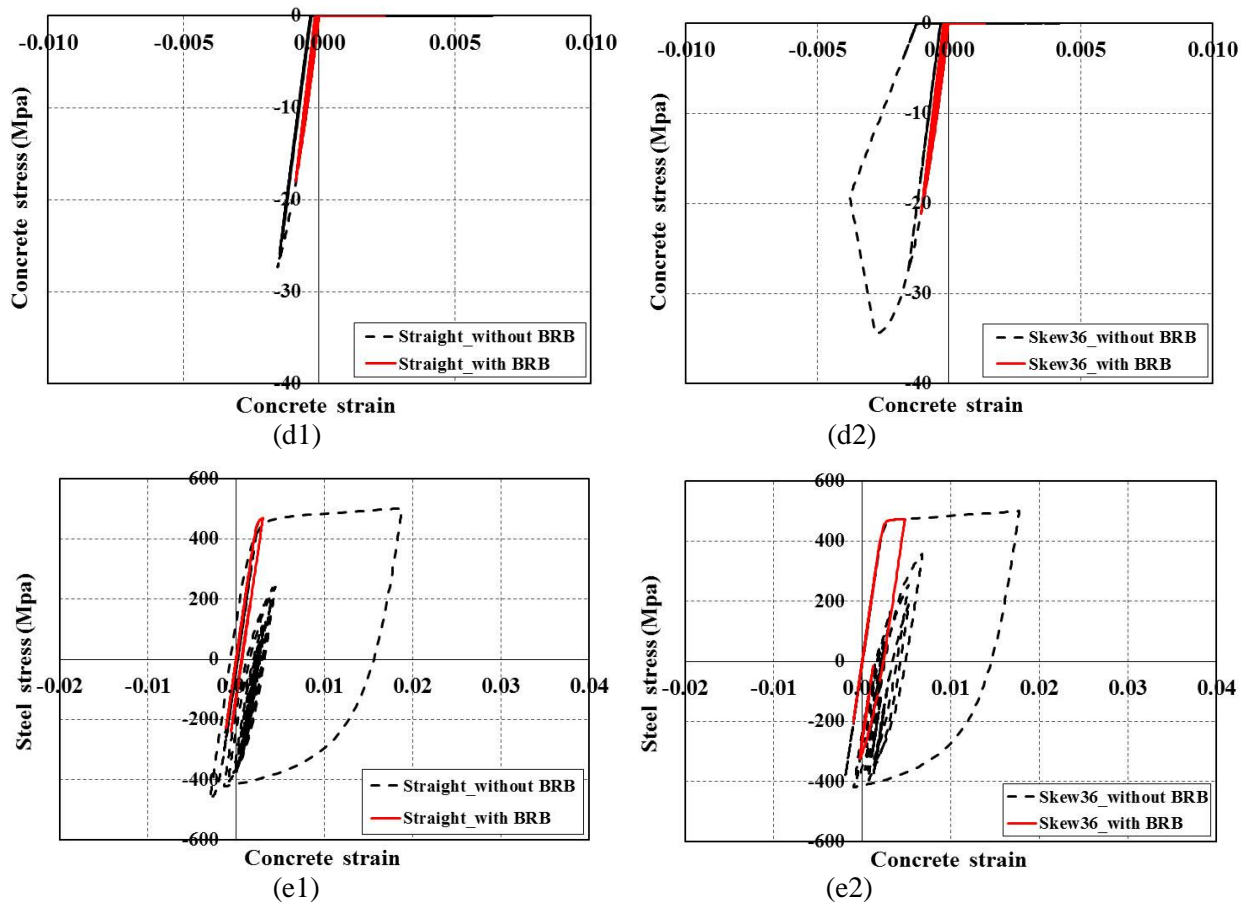 0
-0.010 -0.005 0.000 0.005 0.010
-10
-20
-30
-40
Concrete stress (Mpa)
Straight_without BRB
Straight_with BRB
Concrete strain
(d1)
0
-0.010 -0.005 0.000 0.005 0.010
-10
-20
-30
-40
Concrete stress (Mpa)
Skew36_without BRB
Skew36_with BRB
Concrete strain
(d2)
600
400
200
0
-0.02 -0.01 0.00 0.01 0.02 0.03 0.04
-200
-400
-600
Steel stress (Mpa)
Straight_without BRB
Straight_with BRB
Concrete strain
(e1)
600
400
200
0
-0.02 -0.01 0.00 0.01 0.02 0.03 0.04
-200
-400
-600
Steel stress (Mpa)
Skew36_without BRB
Skew36_with BRB
Concrete strain
(e2)